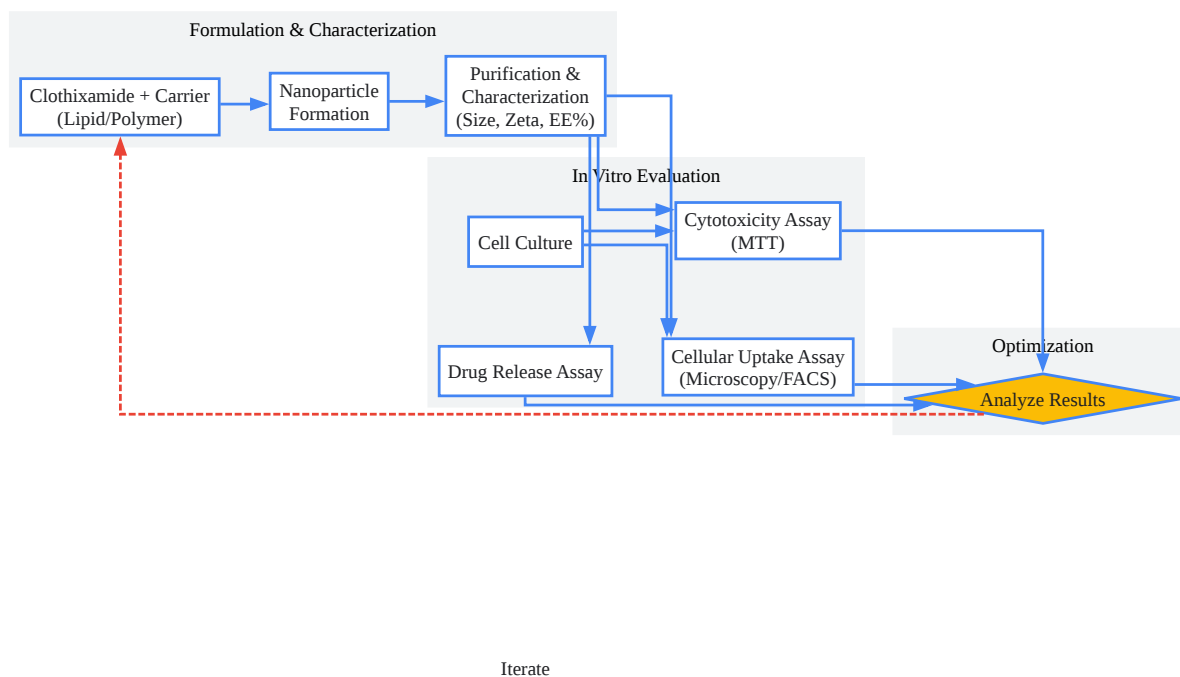 Formulation & Characterization
Clothixamide + Carrier
(Lipid/Polymer)
Nanoparticle
Formation
Purification &
Characterization
(Size, Zeta, EE%)
In Vitro Evaluation
Cell Culture
Cytotoxicity Assay
(MTT)
Drug Release Assay
Cellular Uptake Assay
(Microscopy/FACS)
Optimization
Analyze Results
Iterate